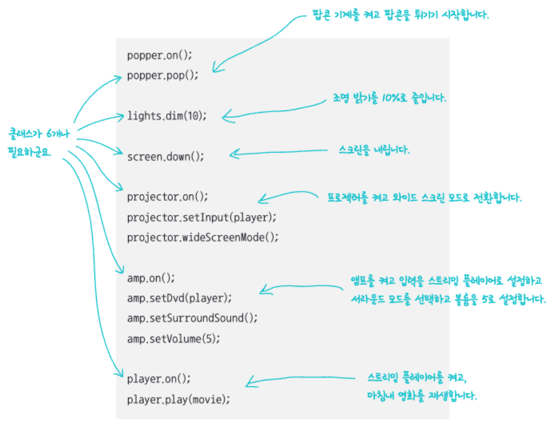 팝콘 기계를 켜고 팝콘을 튀기기 시작합니다.
popper.on();
popper.pop();
조명 밝기를 10%로 줄입니다.
lights.dim(10);
클래스가 6개나
필요하군요
스크린을 내립니다.
screen.down();
프로젝터를 켜고 와이드 스크린 모드로 전환합니다.
projector.on();
projector.setInput(player);
projector.wideScreenMode();
앰프를 켜고 입력을 스트리밍 플레이어로 설정하고
서라운드 모드를 선택하고 볼륨을 5로 설정합니다.
amp.on();
amp.setDvd(player);
amp.setSurroundSound();
amp.setVolume(5);
스트리밍 플레이어를 켜고,
마침내 영화를 재생합니다.
player.on();
player.play(movie);